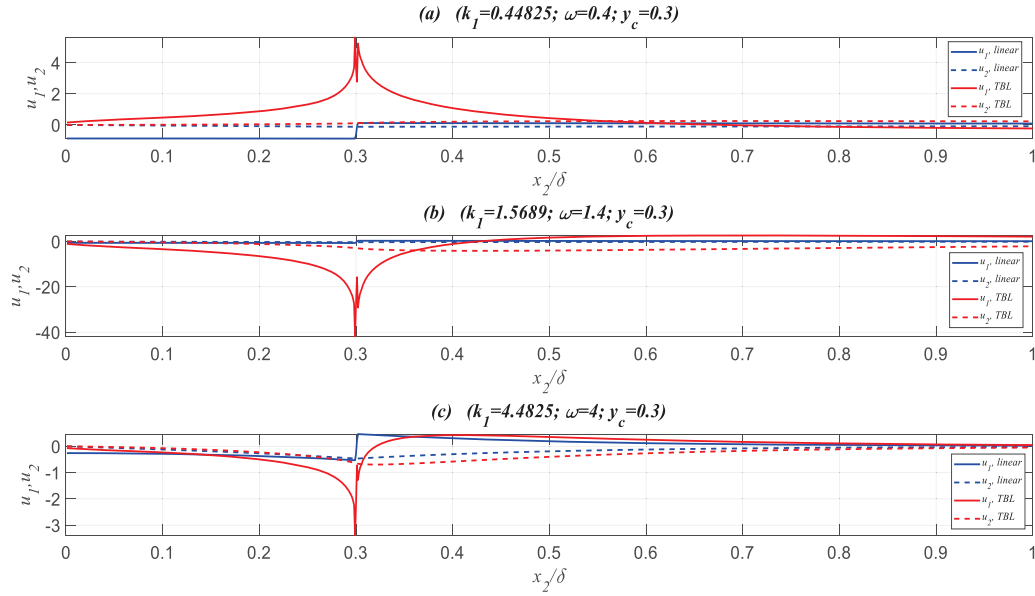 (a) (k1=0.44825; ω=0.4; yc=0.3)
u1,u2
4
2
0
u1, linear
u2, linear
u1, TBL
u2, TBL
0 0.1 0.2 0.3 0.4 0.5 0.6 0.7 0.8 0.9 1
x2/δ
(b) (k1=1.5689; ω=1.4; yc=0.3)
u1,u2
0
-20
-40
u1, linear
u2, linear
u1, TBL
u2, TBL
0 0.1 0.2 0.3 0.4 0.5 0.6 0.7 0.8 0.9 1
x2/δ
(c) (k1=4.4825; ω=4; yc=0.3)
u1,u2
0
-1
-2
-3
u1, linear
u2, linear
u1, TBL
u2, TBL
0 0.1 0.2 0.3 0.4 0.5 0.6 0.7 0.8 0.9 1
x2/δ